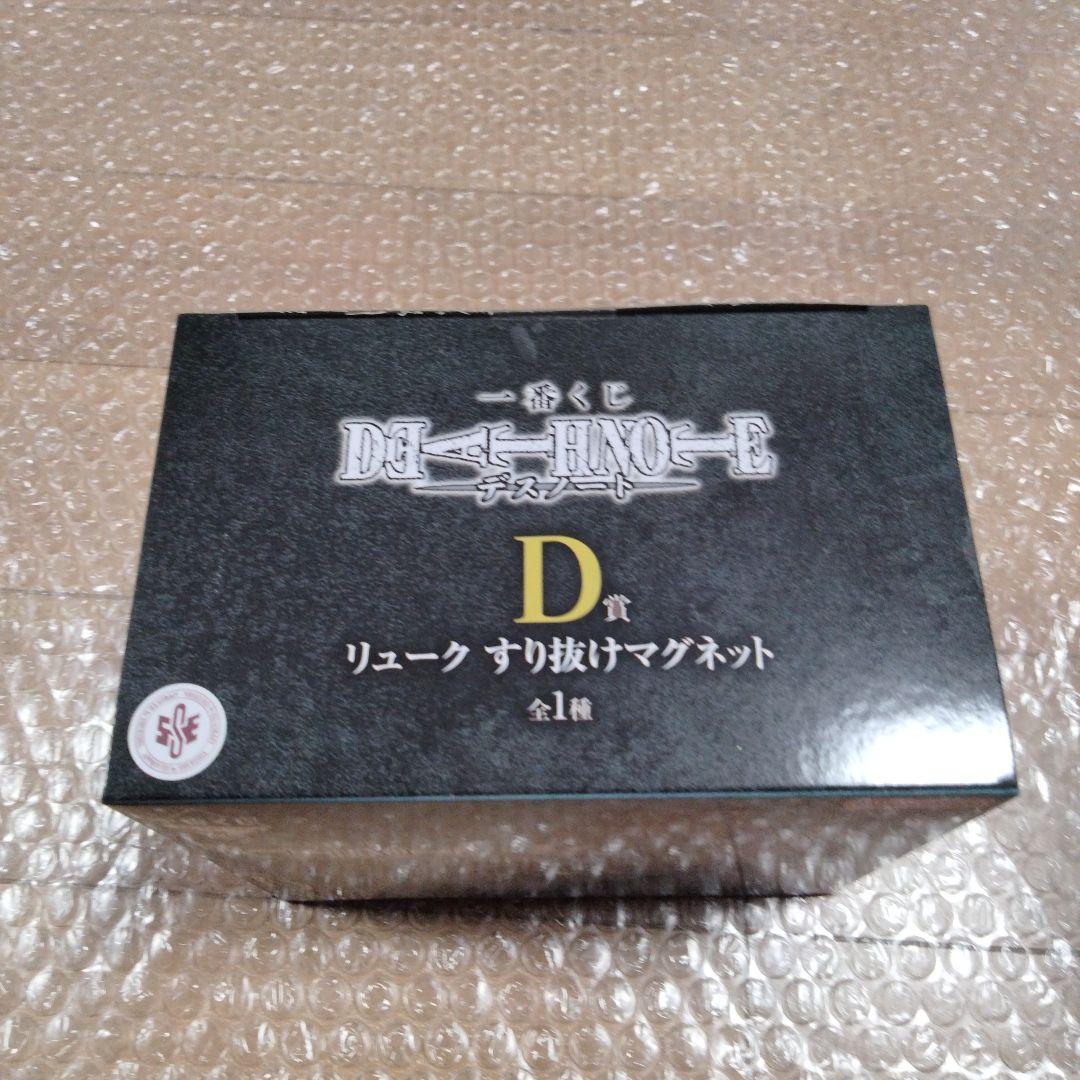 一番くじ
DEATH NOTE
デスノート
D賞
リューク すり抜けマグネット
全1種